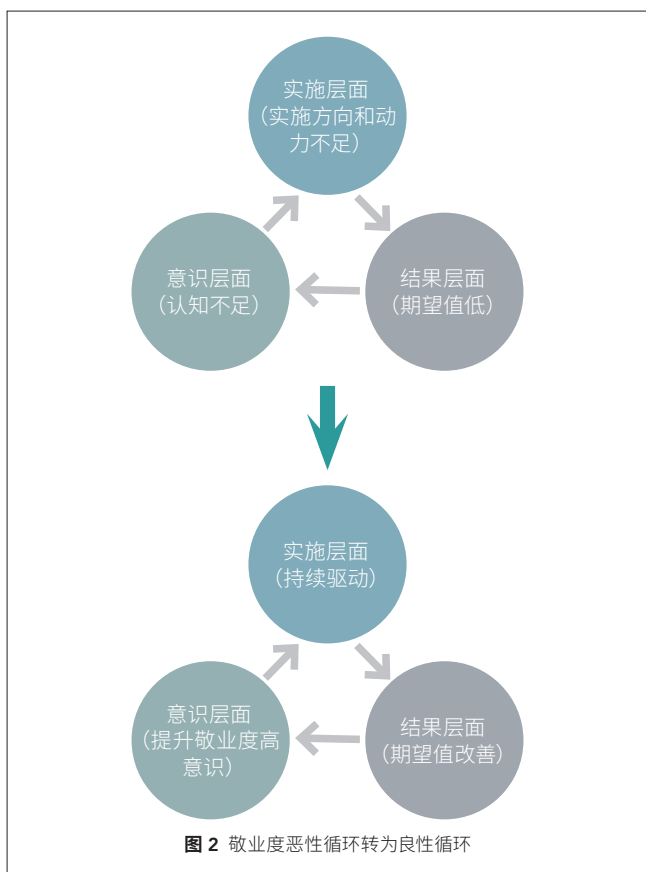 实施层面
（实施方向和动
力不足）
意识层面
（认知不足）
结果层面
（期望值低）
实施层面
（持续驱动）
意识层面
（提升敬业度高
意识）
结果层面
（期望值改善）
图 2 敬业度恶性循环转为良性循环